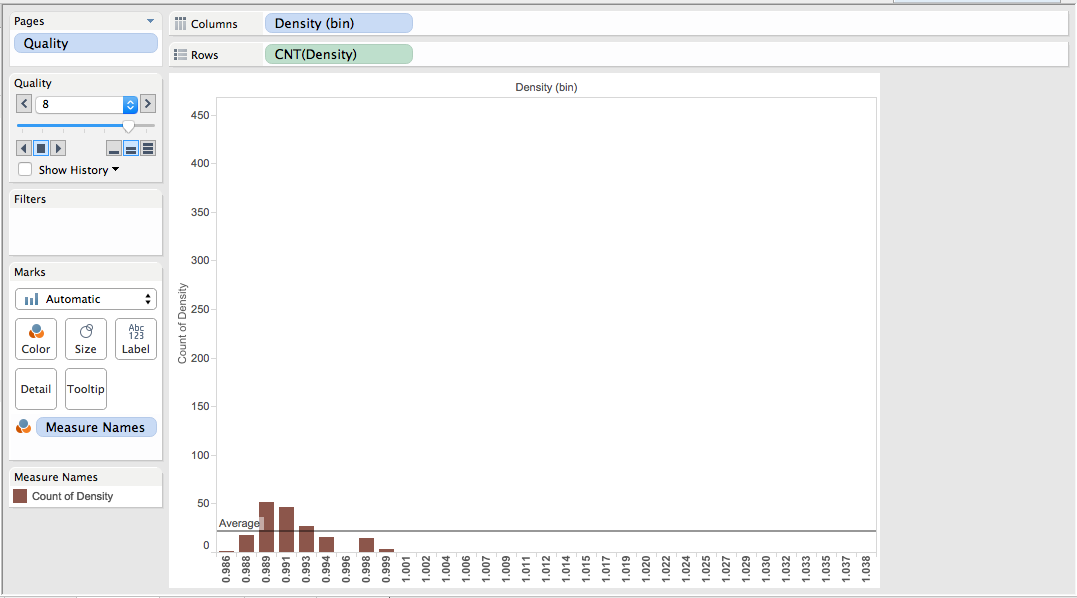 Pages
Quality
Columns
Density (bin)
Rows
CNT(Density)
Quality
8
Show History
Filters
Marks
Automatic
Color
Size
Abc
123
Label
Detail
Tooltip
Measure Names
Measure Names
Count of Density
Density (bin)
Count of Density
450
400
350
300
250
200
150
100
50
0
Average
0.986 0.988 0.989 0.991 0.993 0.994 0.996 0.998 0.999 1.001 1.002 1.004 1.006 1.007 1.009 1.011 1.012 1.014 1.015 1.017 1.019 1.020 1.022 1.024 1.025 1.027 1.029 1.030 1.032 1.033 1.035 1.037 1.038